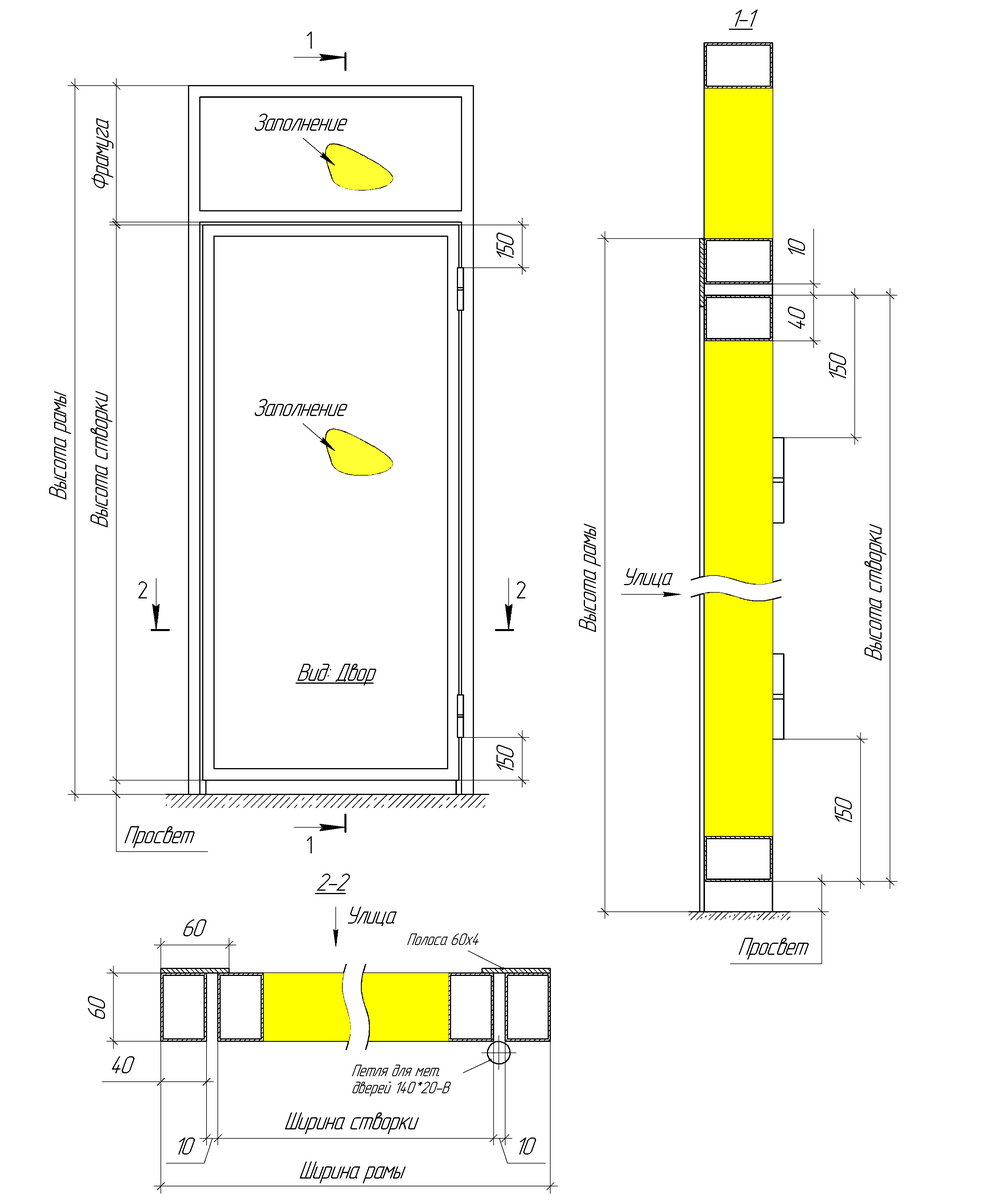 1
Фрамуга
Заполнение
150
Высота рамы
Высота створки
Заполнение
2
2
Вид: Двор
150
Просвет
1
1-1
10
40
150
Высота рамы
Улица
Высота створки
150
Просвет
2-2
Улица
60
Полоса 60х4
60
40
Петля для мет.
дверей 140*20-В
Ширина створки
10
10
Ширина рамы